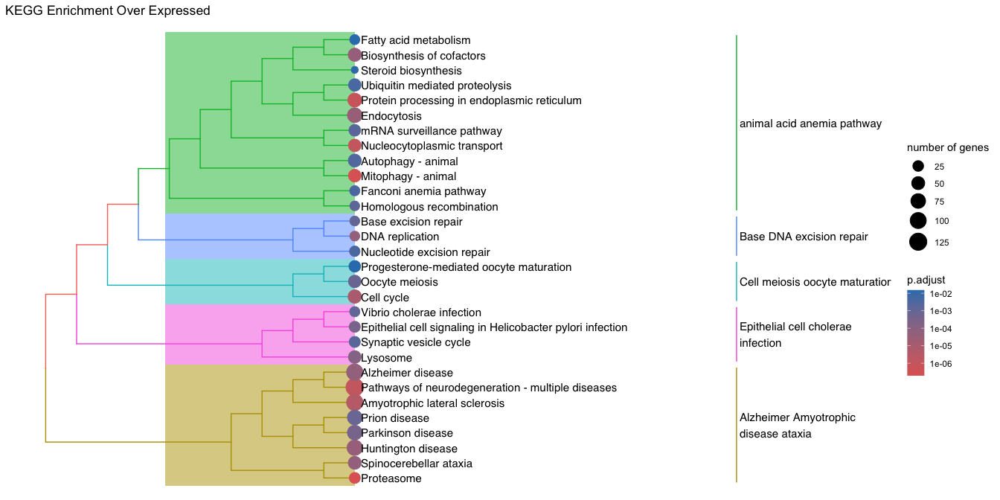 KEGG Enrichment Over Expressed
Fatty acid metabolism
Biosynthesis of cofactors
Steroid biosynthesis
Ubiquitin mediated proteolysis
Protein processing in endoplasmic reticulum
Endocytosis
mRNA surveillance pathway
Nucleocytoplasmic transport
Autophagy - animal
Mitophagy - animal
Fanconi anemia pathway
Homologous recombination
Base excision repair
DNA replication
Nucleotide excision repair
Progesterone-mediated oocyte maturation
Oocyte meiosis
Cell cycle
Vibrio cholerae infection
Epithelial cell signaling in Helicobacter pylori infection
Synaptic vesicle cycle
Lysosome
Alzheimer disease
Pathways of neurodegeneration - multiple diseases
Amyotrophic lateral sclerosis
Prion disease
Parkinson disease
Huntington disease
Spinocerebellar ataxia
Proteasome
animal acid anemia pathway
Base DNA excision repair
Cell meiosis oocyte maturation
Epithelial cell cholerae
infection
Alzheimer Amyotrophic
disease ataxia
number of genes
25
50
75
100
125
p.adjust
1e-02
1e-03
1e-04
1e-05
1e-06